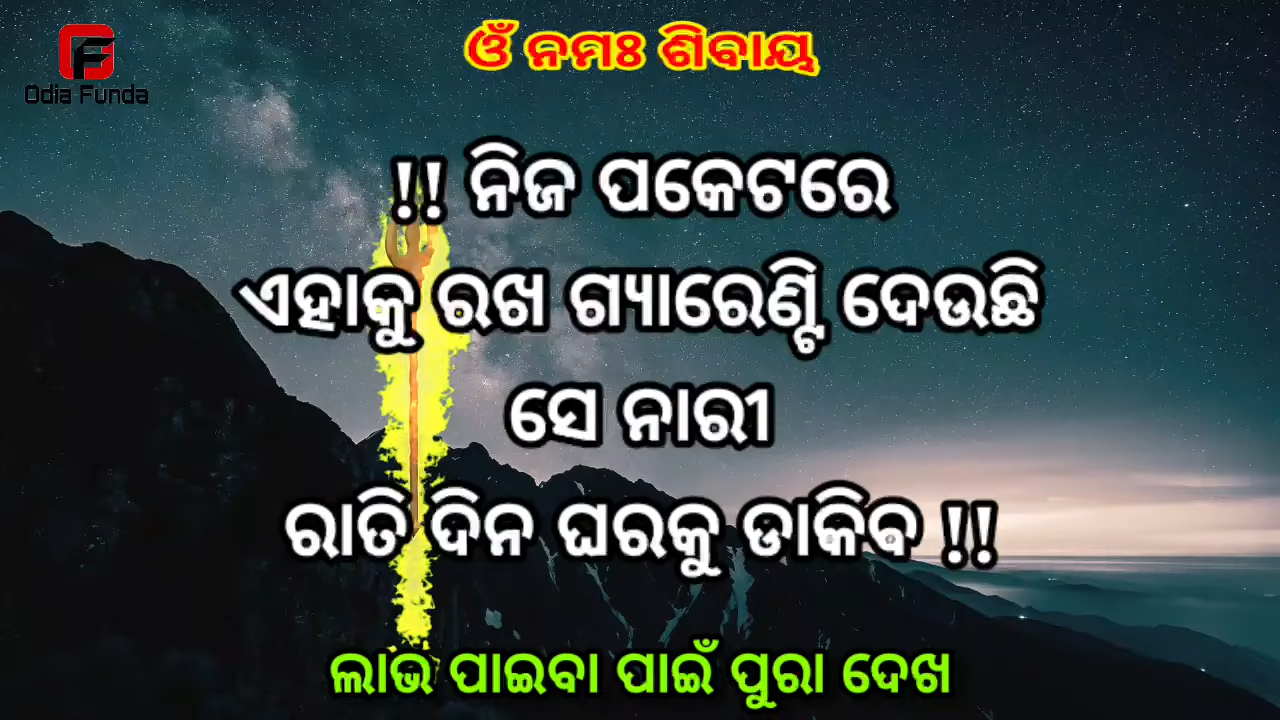 ଓଁ ନମଃ ଶିବାୟ
Odia Funda
!! ନିଜ ପକେଟରେ
ଏହାକୁ ରଖ ଗ୍ୟାରେଣ୍ଟି ଦେଉଛି
ସେ ନାରୀ
ରାତି ଦିନ ଘରକୁ ଡାକିବ !!
ଲାଭ ପାଇବା ପାଇଁ ପୁରା ଦେଖ